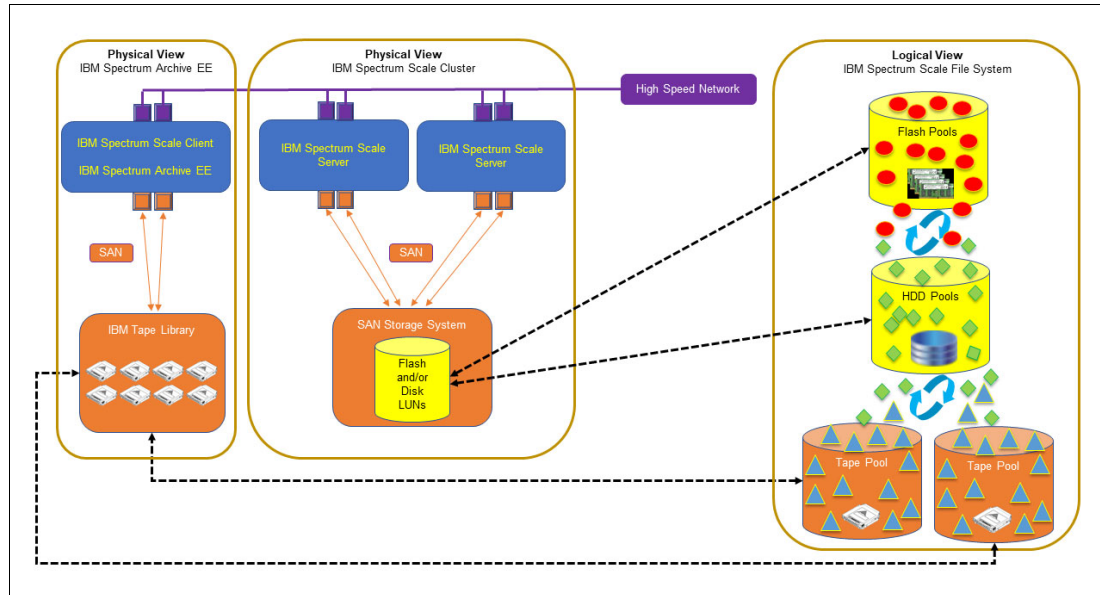 Physical View
IBM Spectrum Archive EE
Physical View
IBM Spectrum Scale Cluster
Logical View
IBM Spectrum Scale File System
High Speed Network
IBM Spectrum Scale Client
IBM Spectrum Archive EE
IBM Spectrum Scale
Server
IBM Spectrum Scale
Server
SAN
SAN
IBM Tape Library
SAN Storage System
Flash
and/or
Disk
LUNs
Flash Pools
HDD Pools
Tape Pool
Tape Pool